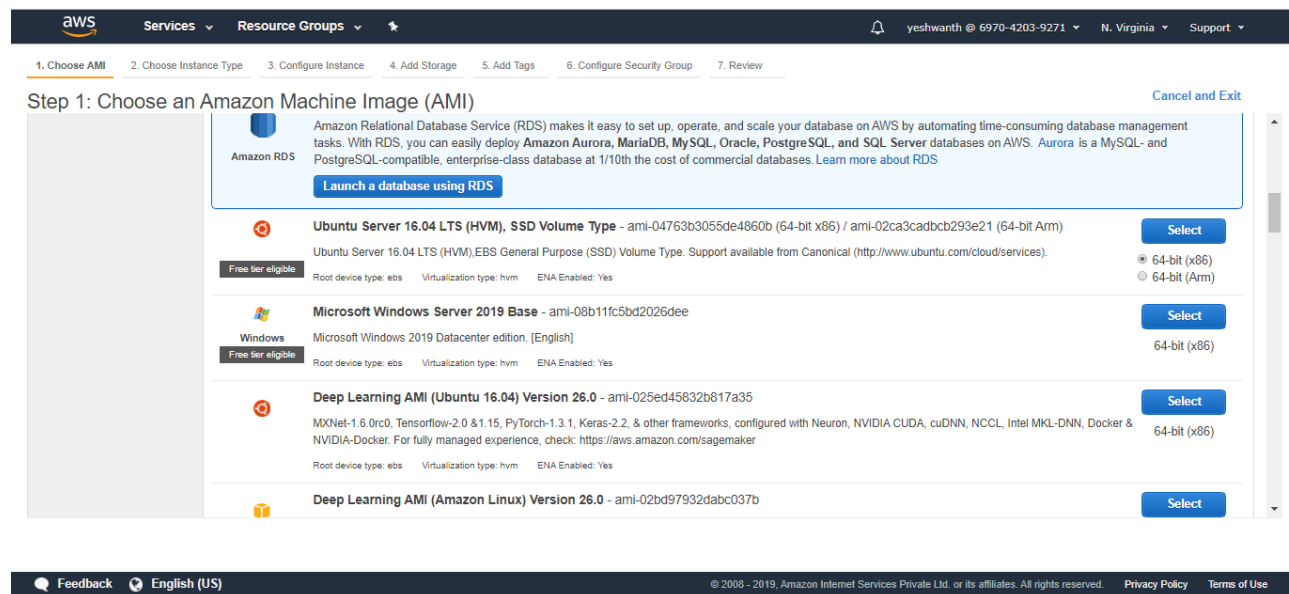 aws Services Resource Groups yeshwanth @ 6970-4203-9271 N. Virginia Support
1. Choose AMI 2. Choose Instance Type 3. Configure Instance 4. Add Storage 5. Add Tags 6. Configure Security Group 7. Review
Step 1: Choose an Amazon Machine Image (AMI) Cancel and Exit
Amazon RDS
Amazon Relational Database Service (RDS) makes it easy to set up, operate, and scale your database on AWS by automating time-consuming database management
tasks. With RDS, you can easily deploy Amazon Aurora, MariaDB, MySQL, Oracle, PostgreSQL, and SQL Server databases on AWS. Aurora is a MySQL- and
PostgreSQL-compatible, enterprise-class database at 1/10th the cost of commercial databases. Learn more about RDS
Launch a database using RDS
Free tier eligible
Ubuntu Server 16.04 LTS (HVM), SSD Volume Type - ami-04763b3055de4860b (64-bit x86) / ami-02ca3cadbcb293e21 (64-bit Arm)
Ubuntu Server 16.04 LTS (HVM),EBS General Purpose (SSD) Volume Type. Support available from Canonical (http://www.ubuntu.com/cloud/services).
Root device type: ebs Virtualization type: hvm ENA Enabled: Yes
Select
64-bit (x86)
64-bit (Arm)
Windows
Free tier eligible
Microsoft Windows Server 2019 Base - ami-08b11fc5bd2026dee
Microsoft Windows 2019 Datacenter edition. [English]
Root device type: ebs Virtualization type: hvm ENA Enabled: Yes
Select
64-bit (x86)
Deep Learning AMI (Ubuntu 16.04) Version 26.0 - ami-025ed45832b817a35
MXNet-1.6.0rc0, Tensorflow-2.0 &1.15, PyTorch-1.3.1, Keras-2.2, & other frameworks, configured with Neuron, NVIDIA CUDA, cuDNN, NCCL, Intel MKL-DNN, Docker &
NVIDIA-Docker. For fully managed experience, check: https://aws.amazon.com/sagemaker
Root device type: ebs Virtualization type: hvm ENA Enabled: Yes
Select
64-bit (x86)
Deep Learning AMI (Amazon Linux) Version 26.0 - ami-02bd97932dabc037b
Select
Feedback English (US) © 2008 - 2019, Amazon Internet Services Private Ltd. or its affiliates. All rights reserved. Privacy Policy Terms of Use